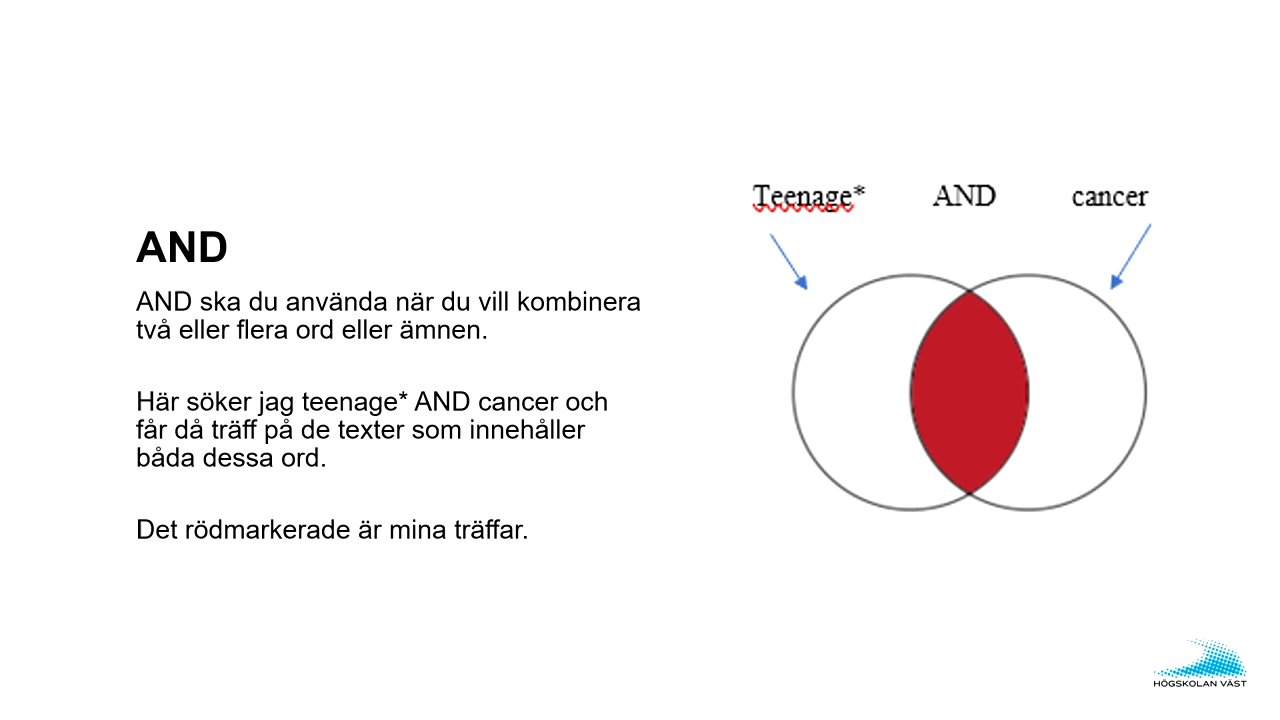 AND
AND ska du använda när du vill kombinera
två eller flera ord eller ämnen.
Här söker jag teenage* AND cancer och
får då träff på de texter som innehåller
båda dessa ord.
Det rödmarkerade är mina träffar.
Teenage* AND cancer
HÖGSKOLAN VÄST